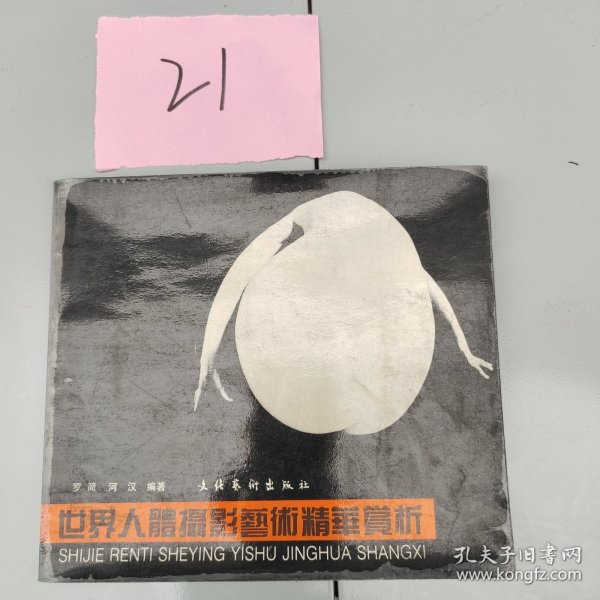 21
罗简 河汉 编著 文化艺術出版社
世界人體攝影藝術精華賞析
SHIJIE RENTI SHEYING YISHU JINGHUA SHANGXI
孔夫子旧书网
www.kongfz.com